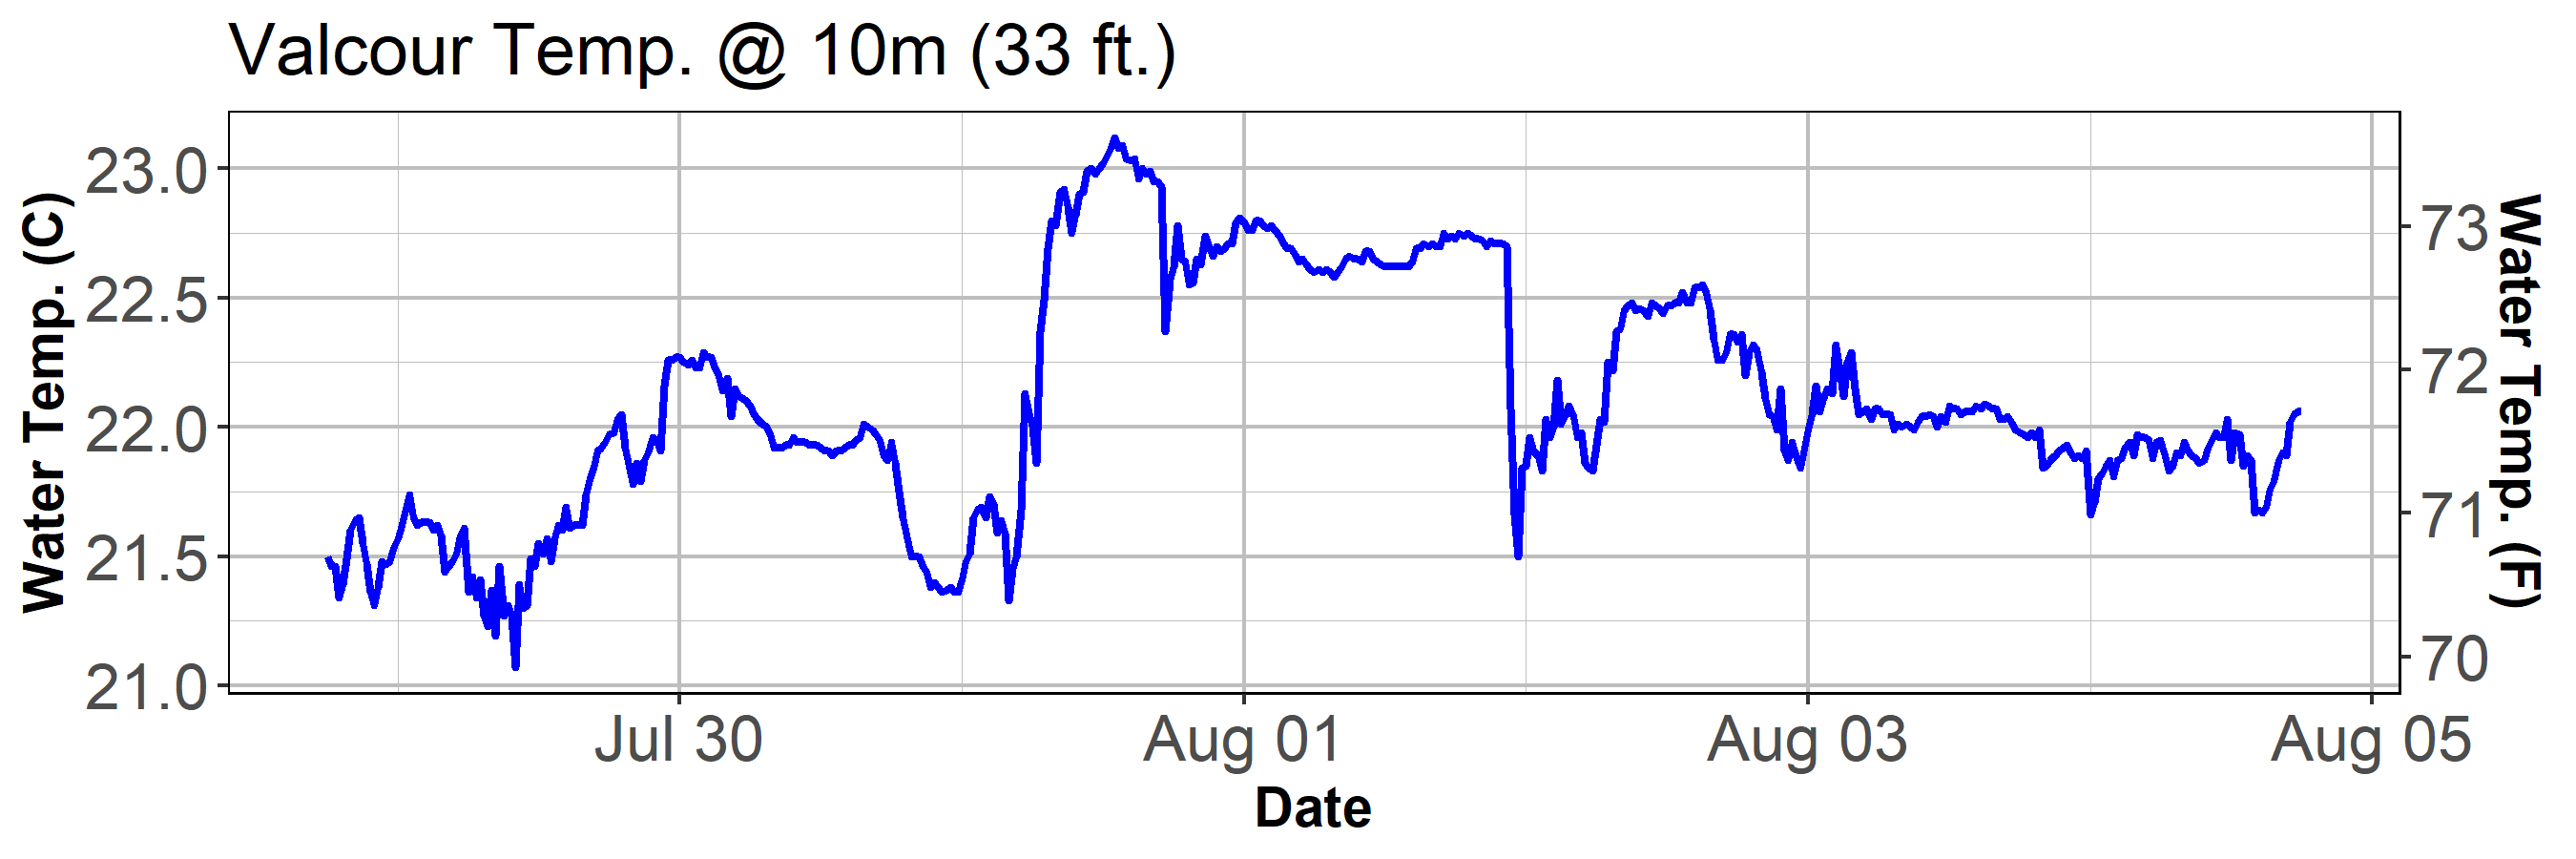 Valcour Temp. @ 10m (33 ft.)
Water Temp. (C)
23.0
22.5
22.0
21.5
21.0
73
72
71
70
Water Temp. (F)
Jul 30 Aug 01 Aug 03 Aug 05
Date